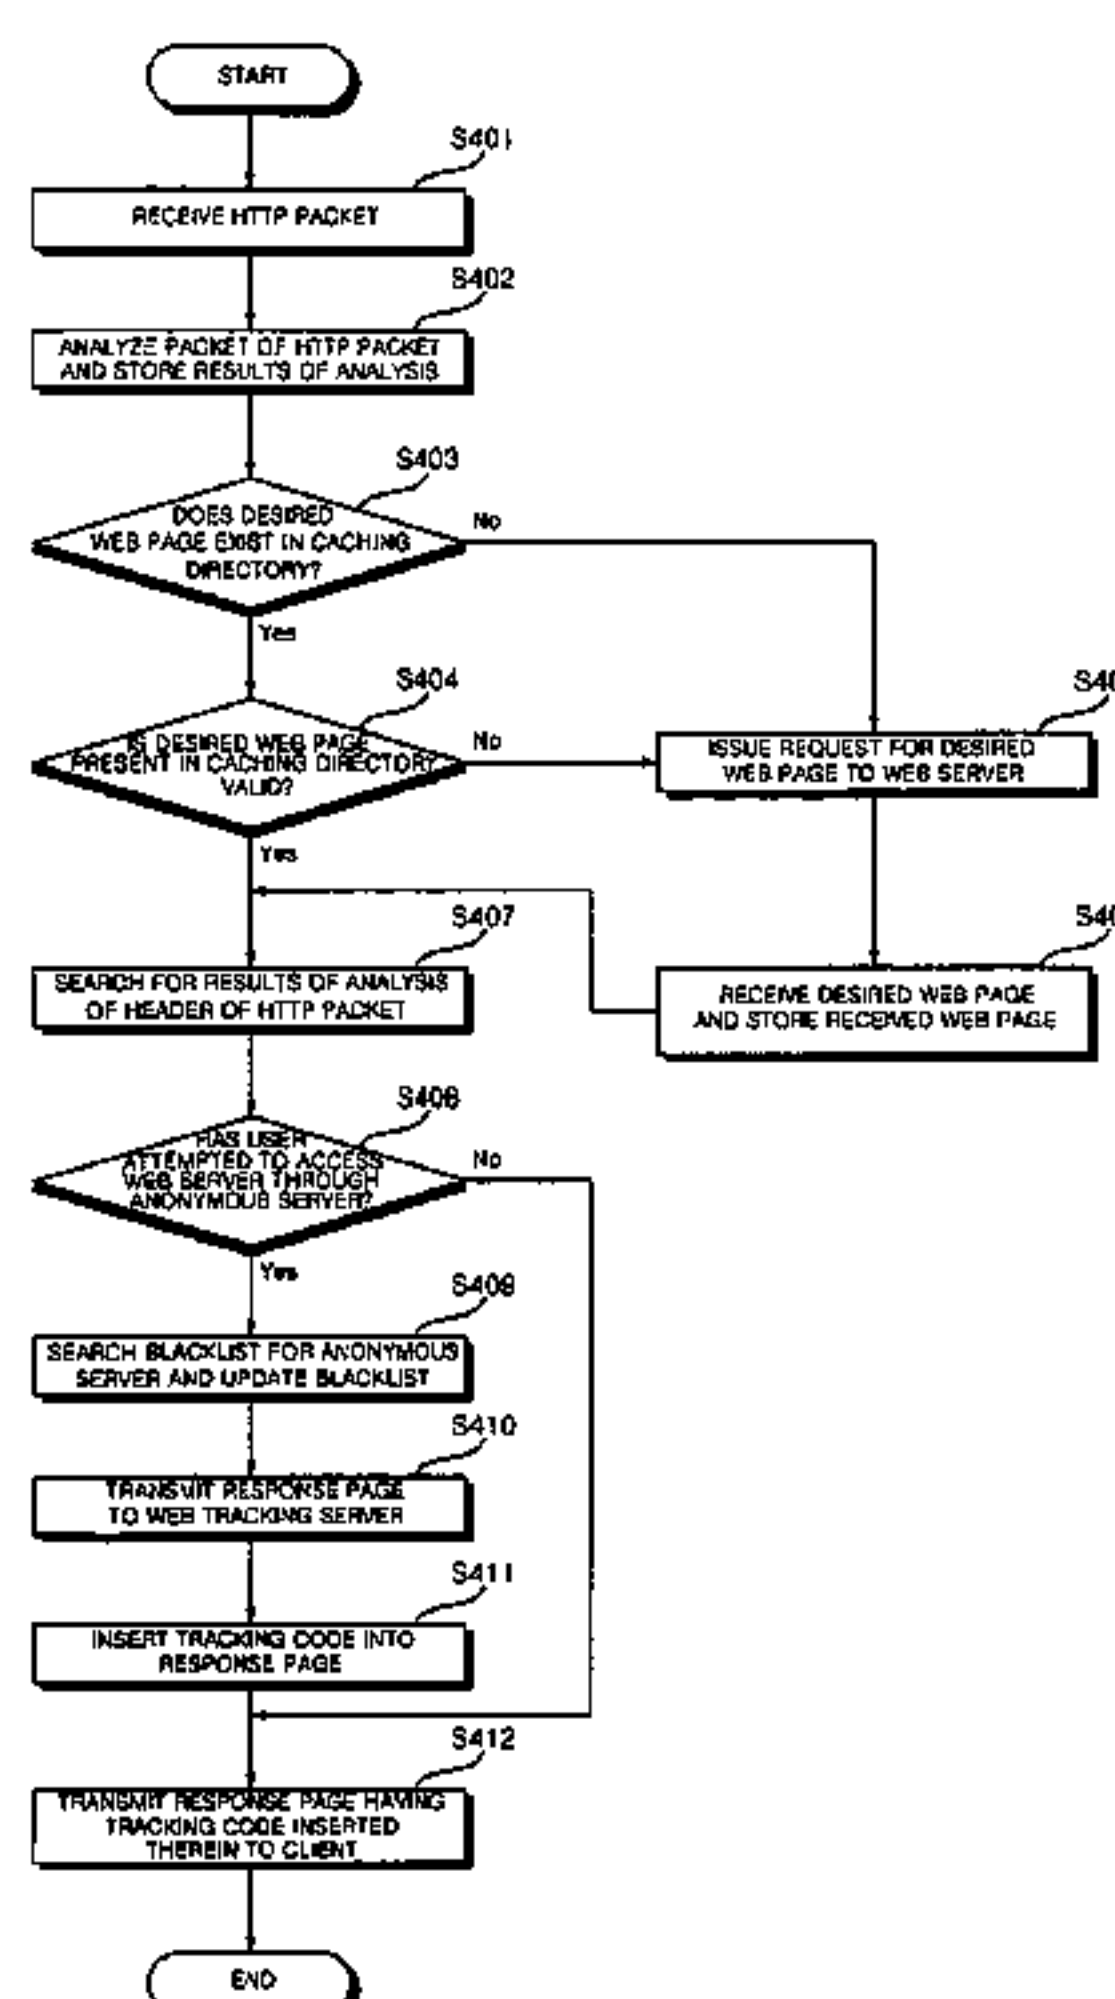 START
S401
RECEIVE HTTP PACKET
S402
ANALYZE PACKET OF HTTP PACKET
AND STORE RESULTS OF ANALYSIS
S403
DOES DESIRED
WEB PAGE EXIST IN CACHING
DIRECTORY?
No
Yes
S404
IS DESIRED WEB PAGE
PRESENT IN CACHING DIRECTORY
VALID?
No
Yes
S40
ISSUE REQUEST FOR DESIRED
WEB PAGE TO WEB SERVER
S40
RECEIVE DESIRED WEB PAGE
AND STORE RECEIVED WEB PAGE
S407
SEARCH FOR RESULTS OF ANALYSIS
OF HEADER OF HTTP PACKET
S408
HAS USER
ATTEMPTED TO ACCESS
WEB SERVER THROUGH
ANONYMOUS SERVER?
No
Yes
S409
SEARCH BLACKLIST FOR ANONYMOUS
SERVER AND UPDATE BLACKLIST
S410
TRANSMIT RESPONSE PAGE
TO WEB TRACKING SERVER
S411
INSERT TRACKING CODE INTO
RESPONSE PAGE
S412
TRANSMIT RESPONSE PAGE HAVING
TRACKING CODE INSERTED
THEREIN TO CLIENT
END